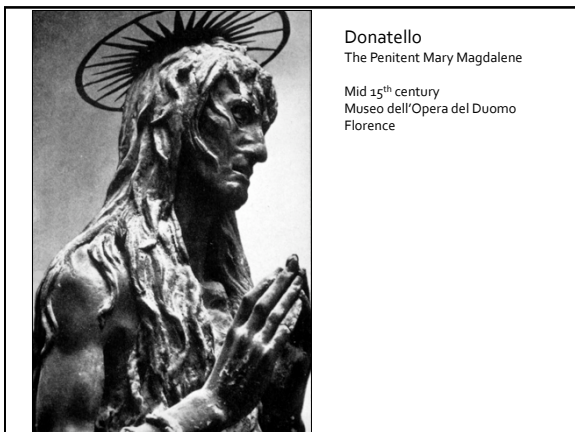 Donatello
The Penitent Mary Magdalene
Mid 15th century
Museo dell’Opera del Duomo
Florence